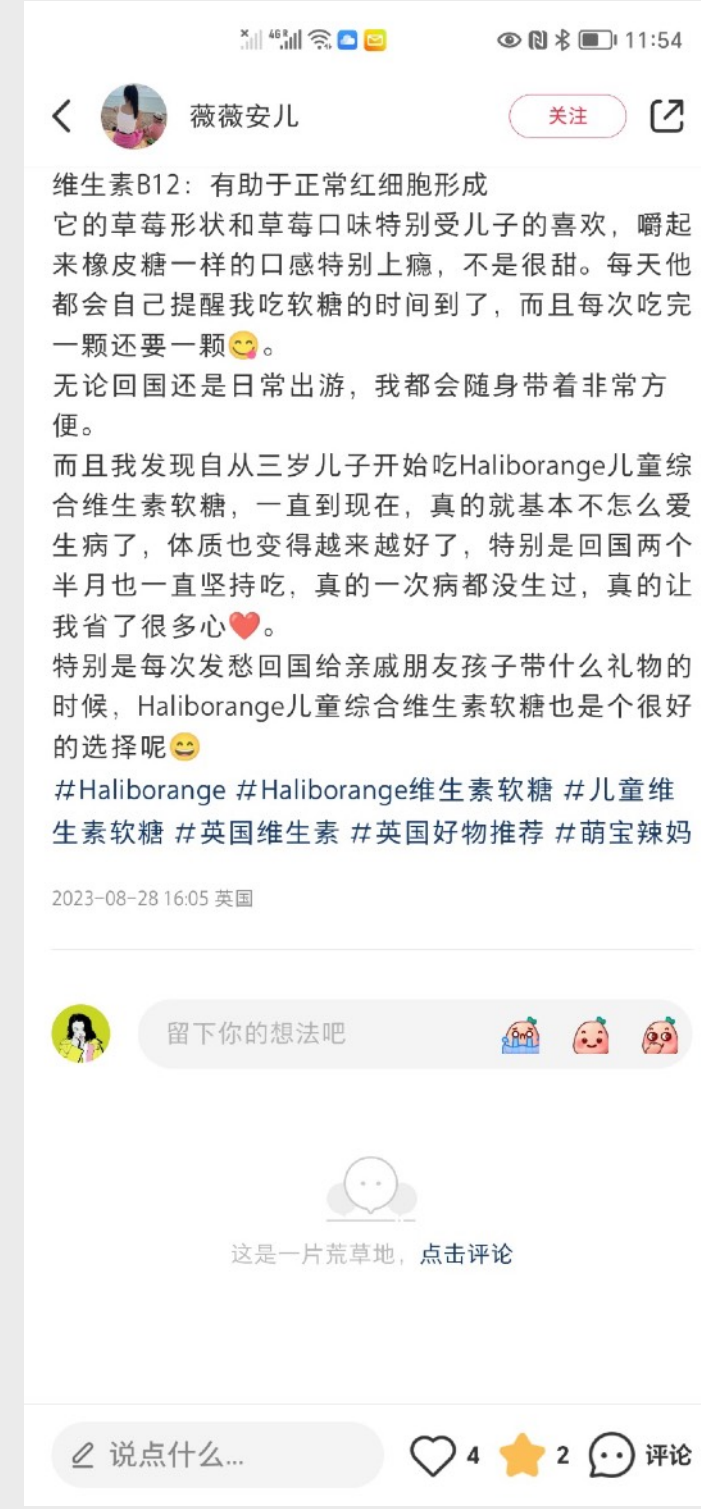 46R 11:54
薇薇安儿 关注
维生素B12：有助于正常红细胞形成
它的草莓形状和草莓口味特别受儿子的喜欢，嚼起
来橡皮糖一样的口感特别上瘾，不是很甜。每天他
都会自己提醒我吃软糖的时间到了，而且每次吃完
一颗还要一颗😋。
无论回国还是日常出游，我都会随身带着非常方
便。
而且我发现自从三岁儿子开始吃Haliborange儿童综
合维生素软糖，一直到现在，真的就基本不怎么爱
生病了，体质也变得越来越好了，特别是回国两个
半月也一直坚持吃，真的一次病都没生过，真的让
我省了很多心❤️。
特别是每次发愁回国给亲戚朋友孩子带什么礼物的
时候，Haliborange儿童综合维生素软糖也是个很好
的选择呢😄
#Haliborange #Haliborange维生素软糖 #儿童维
生素软糖 #英国维生素 #英国好物推荐 #萌宝辣妈
2023-08-28 16:05 英国
留下你的想法吧
这是一片荒草地，点击评论
说点什么... 4 2 评论